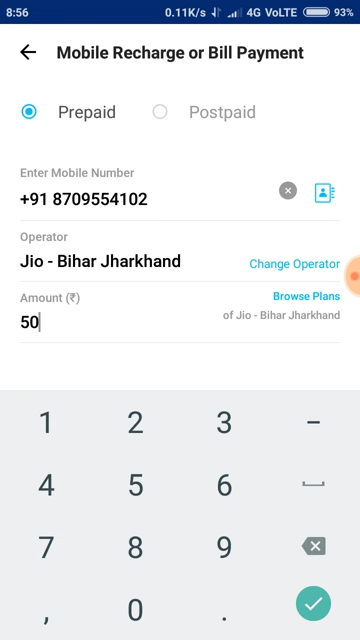 8:56 0.11K/s 4G VoLTE 93%
Mobile Recharge or Bill Payment
Prepaid Postpaid
Enter Mobile Number
+91 8709554102
Operator
Jio - Bihar Jharkhand Change Operator
Amount (₹) Browse Plans
of Jio - Bihar Jharkhand
50
1 2 3 –
4 5 6
7 8 9
, 0 .